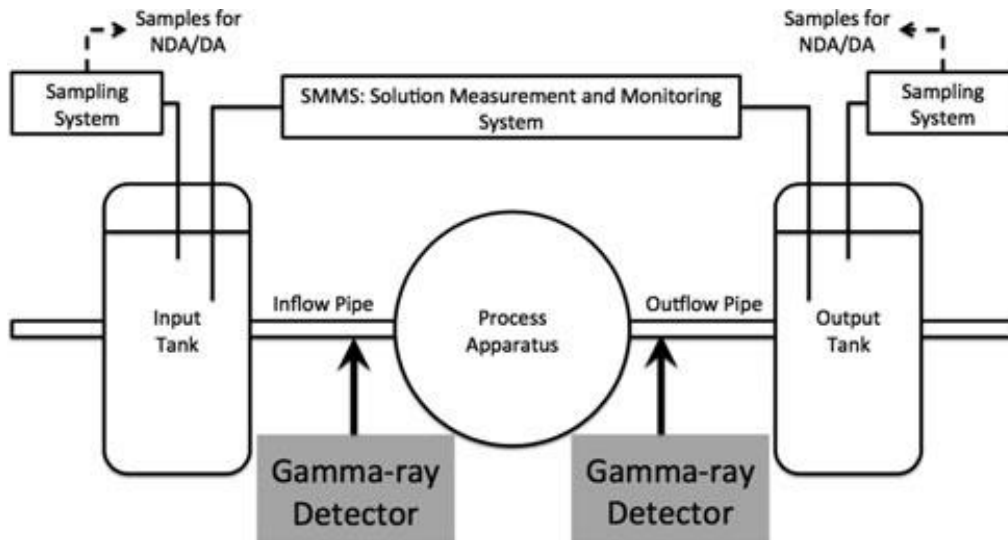 Samples for
NDA/DA
Samples for
NDA/DA
Sampling
System
SMMS: Solution Measurement and Monitoring
System
Sampling
System
Inflow Pipe
Outflow Pipe
Input
Tank
Process
Apparatus
Output
Tank
Gamma-ray
Detector
Gamma-ray
Detector